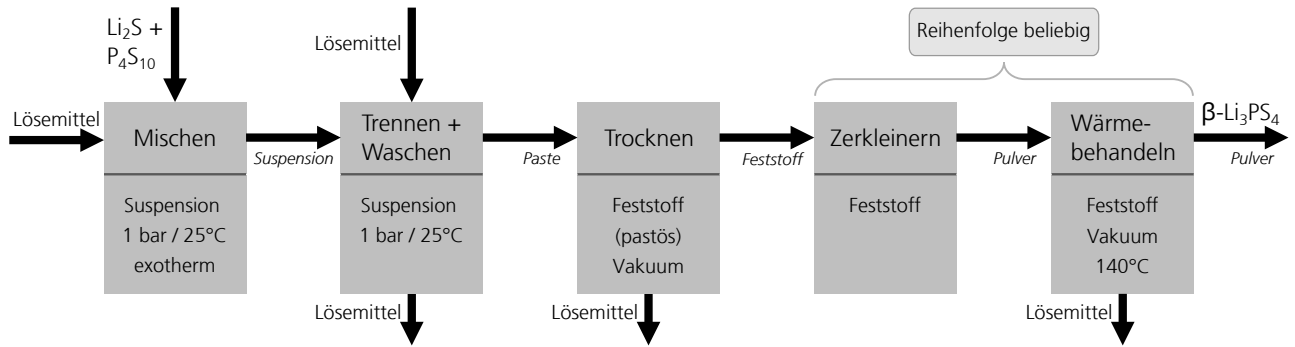 Li₂S +
P₄S₁₀
Lösemittel
Mischen
Suspension
1 bar / 25°C
exotherm
Suspension
Lösemittel
Trennen +
Waschen
Suspension
1 bar / 25°C
Lösemittel
Paste
Trocknen
Feststoff
(pastös)
Vakuum
Lösemittel
Feststoff
Reihenfolge beliebig
Zerkleinern
Feststoff
Pulver
Wärme-
behandeln
Feststoff
Vakuum
140°C
Lösemittel
β-Li₃PS₄
Pulver